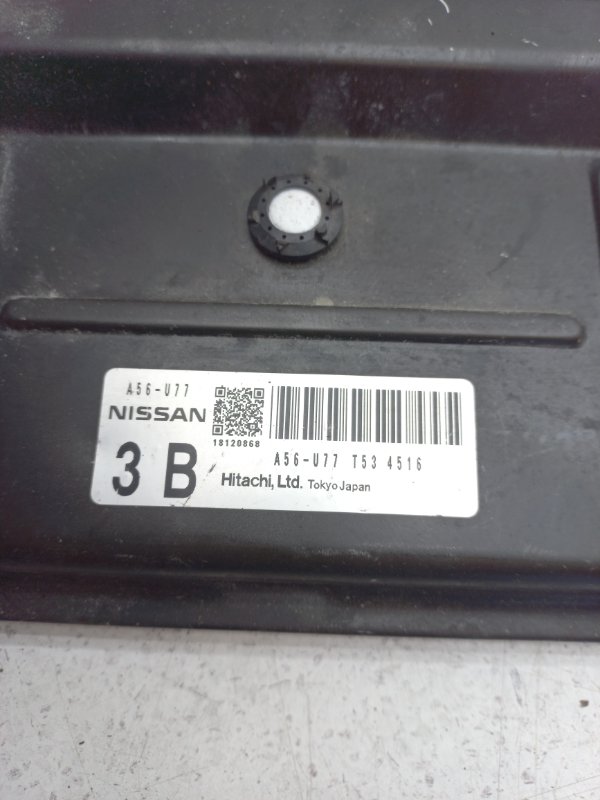 A56-U77
NISSAN
18120868
3 B
A56-U77 T53 4516
Hitachi, Ltd. Tokyo Japan